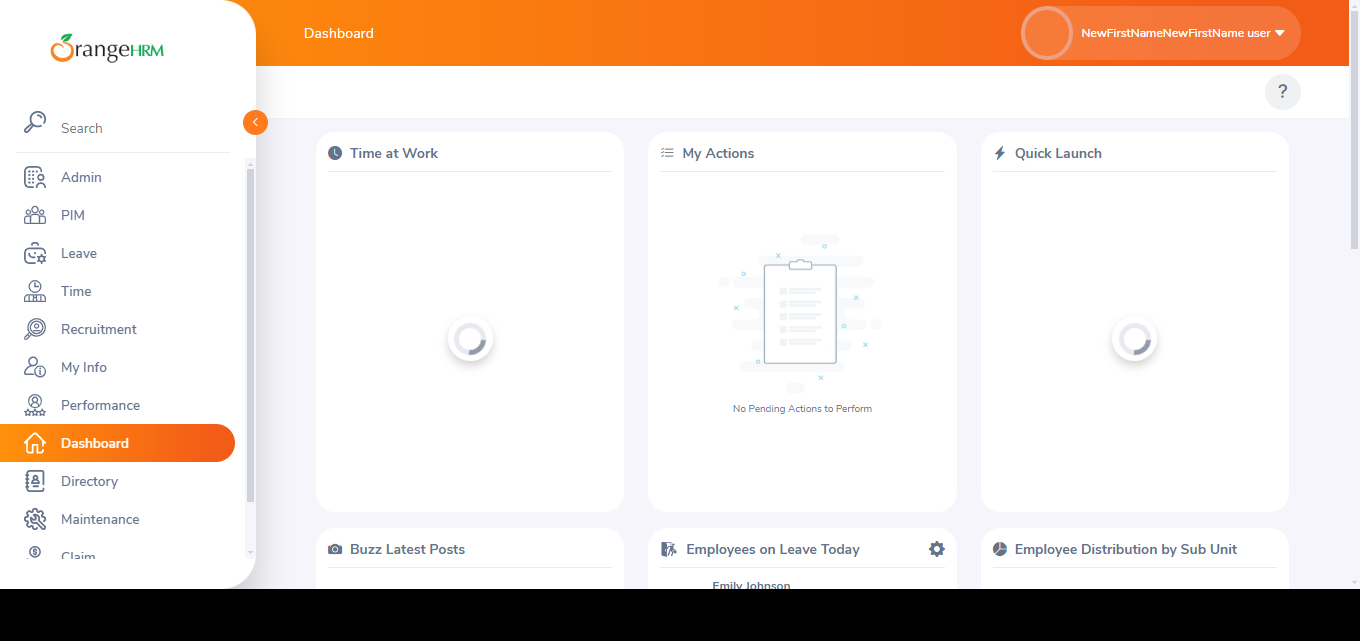 OrangeHRM
Dashboard
NewFirstNameNewFirstName user
?
Search
Admin
PIM
Leave
Time
Recruitment
My Info
Performance
Dashboard
Directory
Maintenance
Claim
Time at Work
My Actions
No Pending Actions to Perform
Quick Launch
Buzz Latest Posts
Employees on Leave Today
Emily Johnson
Employee Distribution by Sub Unit